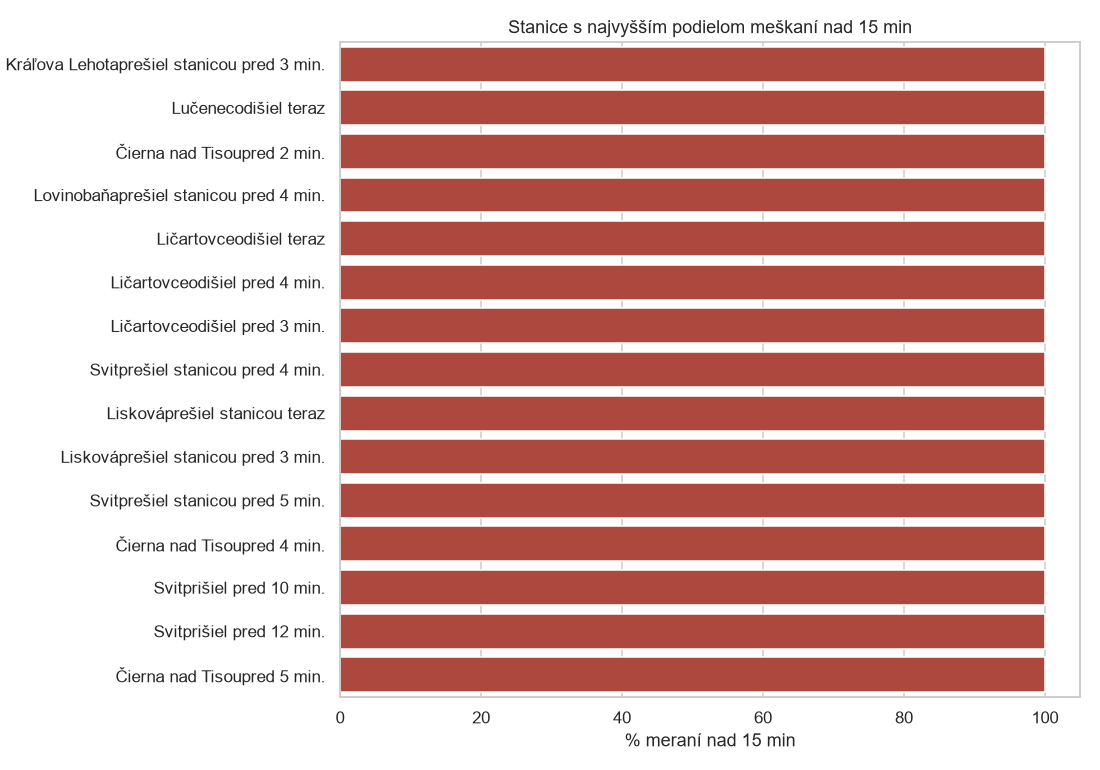 Stanice s najvyšším podielom meškaní nad 15 min
Kráľova Lehotaprešiel stanicou pred 3 min.
Lučenecodišiel teraz
Čierna nad Tisoupred 2 min.
Lovinobaňaprešiel stanicou pred 4 min.
Ličartovceodišiel teraz
Ličartovceodišiel pred 4 min.
Ličartovceodišiel pred 3 min.
Svitprešiel stanicou pred 4 min.
Liskováprešiel stanicou teraz
Liskováprešiel stanicou pred 3 min.
Svitprešiel stanicou pred 5 min.
Čierna nad Tisoupred 4 min.
Svitprišiel pred 10 min.
Svitprišiel pred 12 min.
Čierna nad Tisoupred 5 min.
0 20 40 60 80 100
% meraní nad 15 min